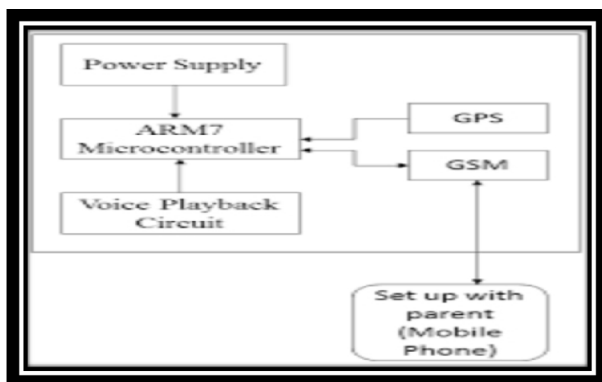 Power Supply
ARM7
Microcontroller
GPS
GSM
Voice Playback
Circuit
Set up with
parent
(Mobile
Phone)